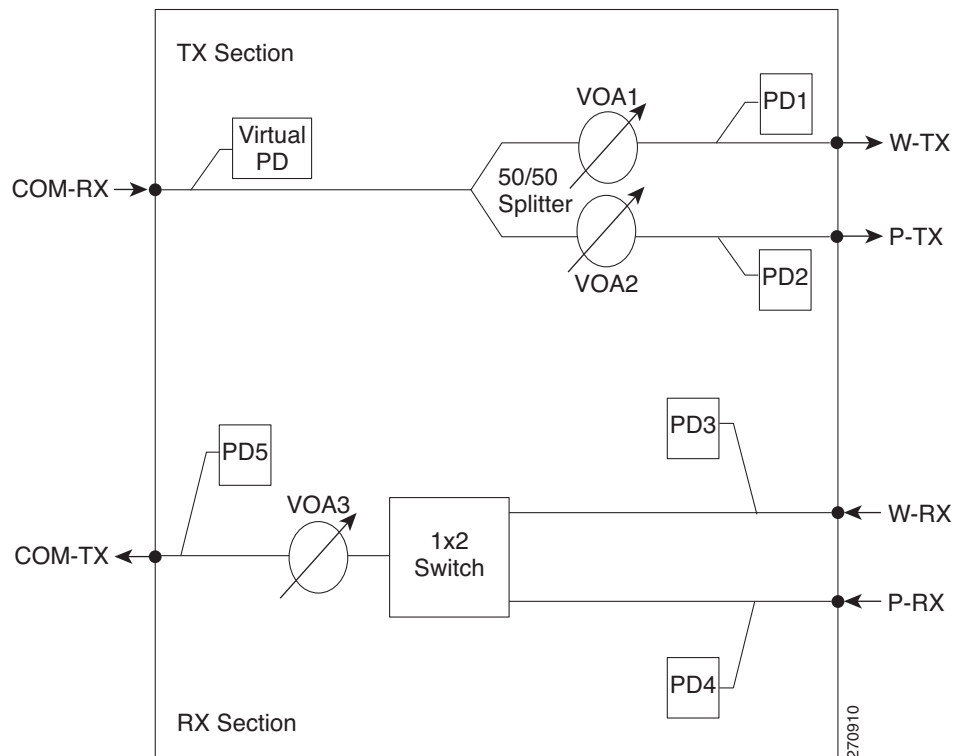 TX Section
VOA1
PD1
Virtual
PD
W-TX
COM-RX
50/50
Splitter
P-TX
VOA2
PD2
PD3
PD5
VOA3
W-RX
1x2
Switch
COM-TX
P-RX
PD4
RX Section
270910